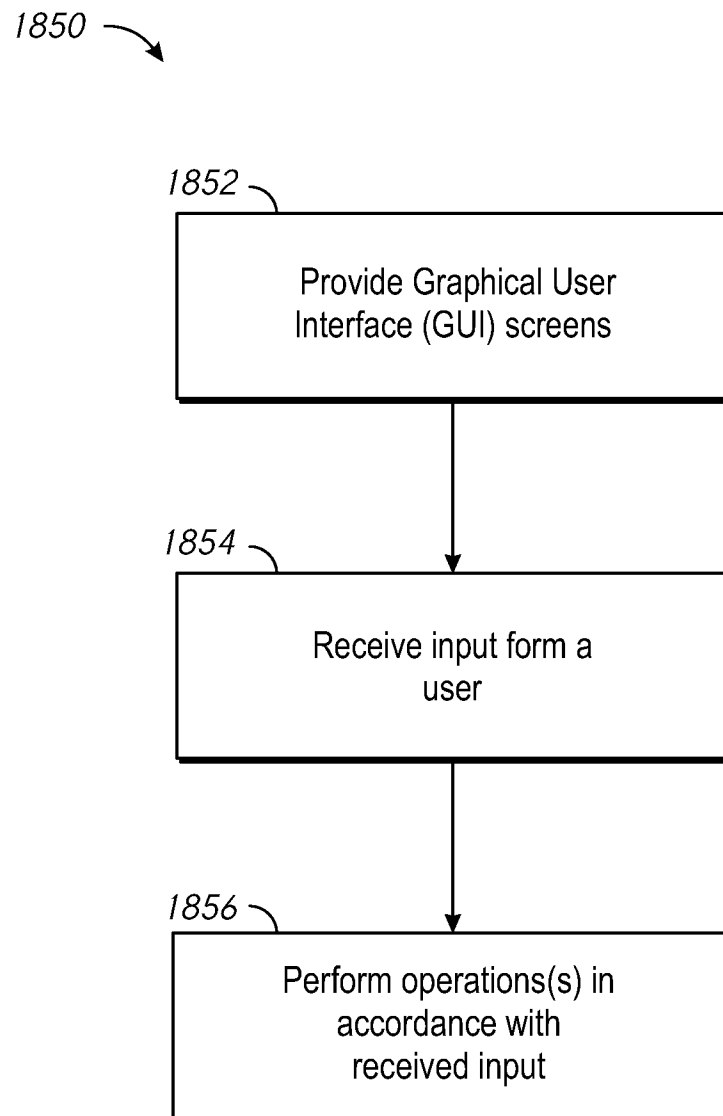 1850
1852
Provide Graphical User
Interface (GUI) screens
1854
Receive input form a
user
1856
Perform operations(s) in
accordance with
received input